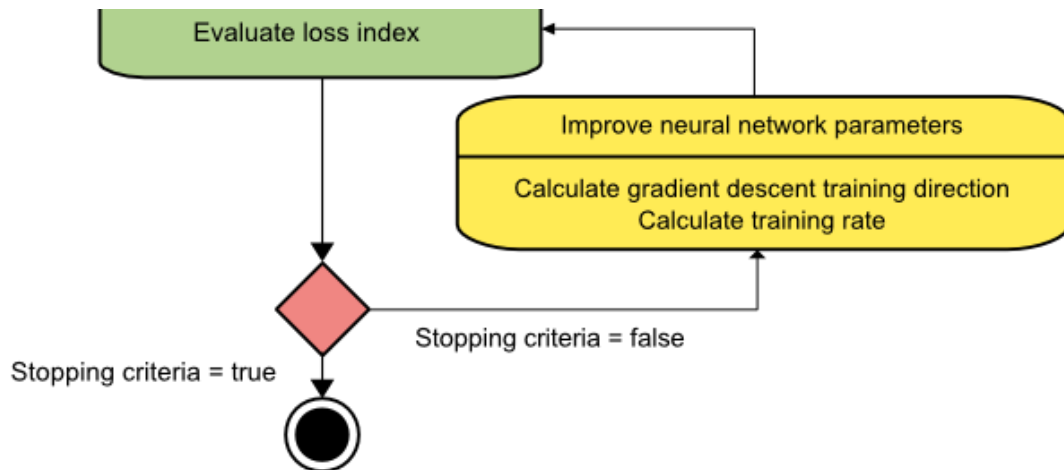 Evaluate loss index
Improve neural network parameters
Calculate gradient descent training direction
Calculate training rate
Stopping criteria = false
Stopping criteria = true